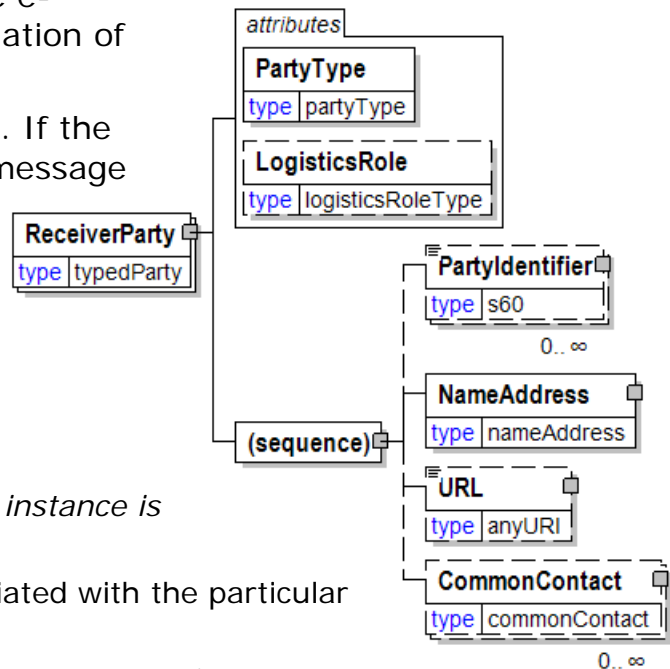 e e-
ation of
. If the
message
instance is
iated with the particular
attributes
PartyType
type partyType
LogisticsRole
type logisticsRoleType
ReceiverParty
type typedParty
PartyIdentifier
type s60
0.. ∞
(sequence)
NameAddress
type nameAddress
URL
type anyURI
CommonContact
type commonContact
0.. ∞